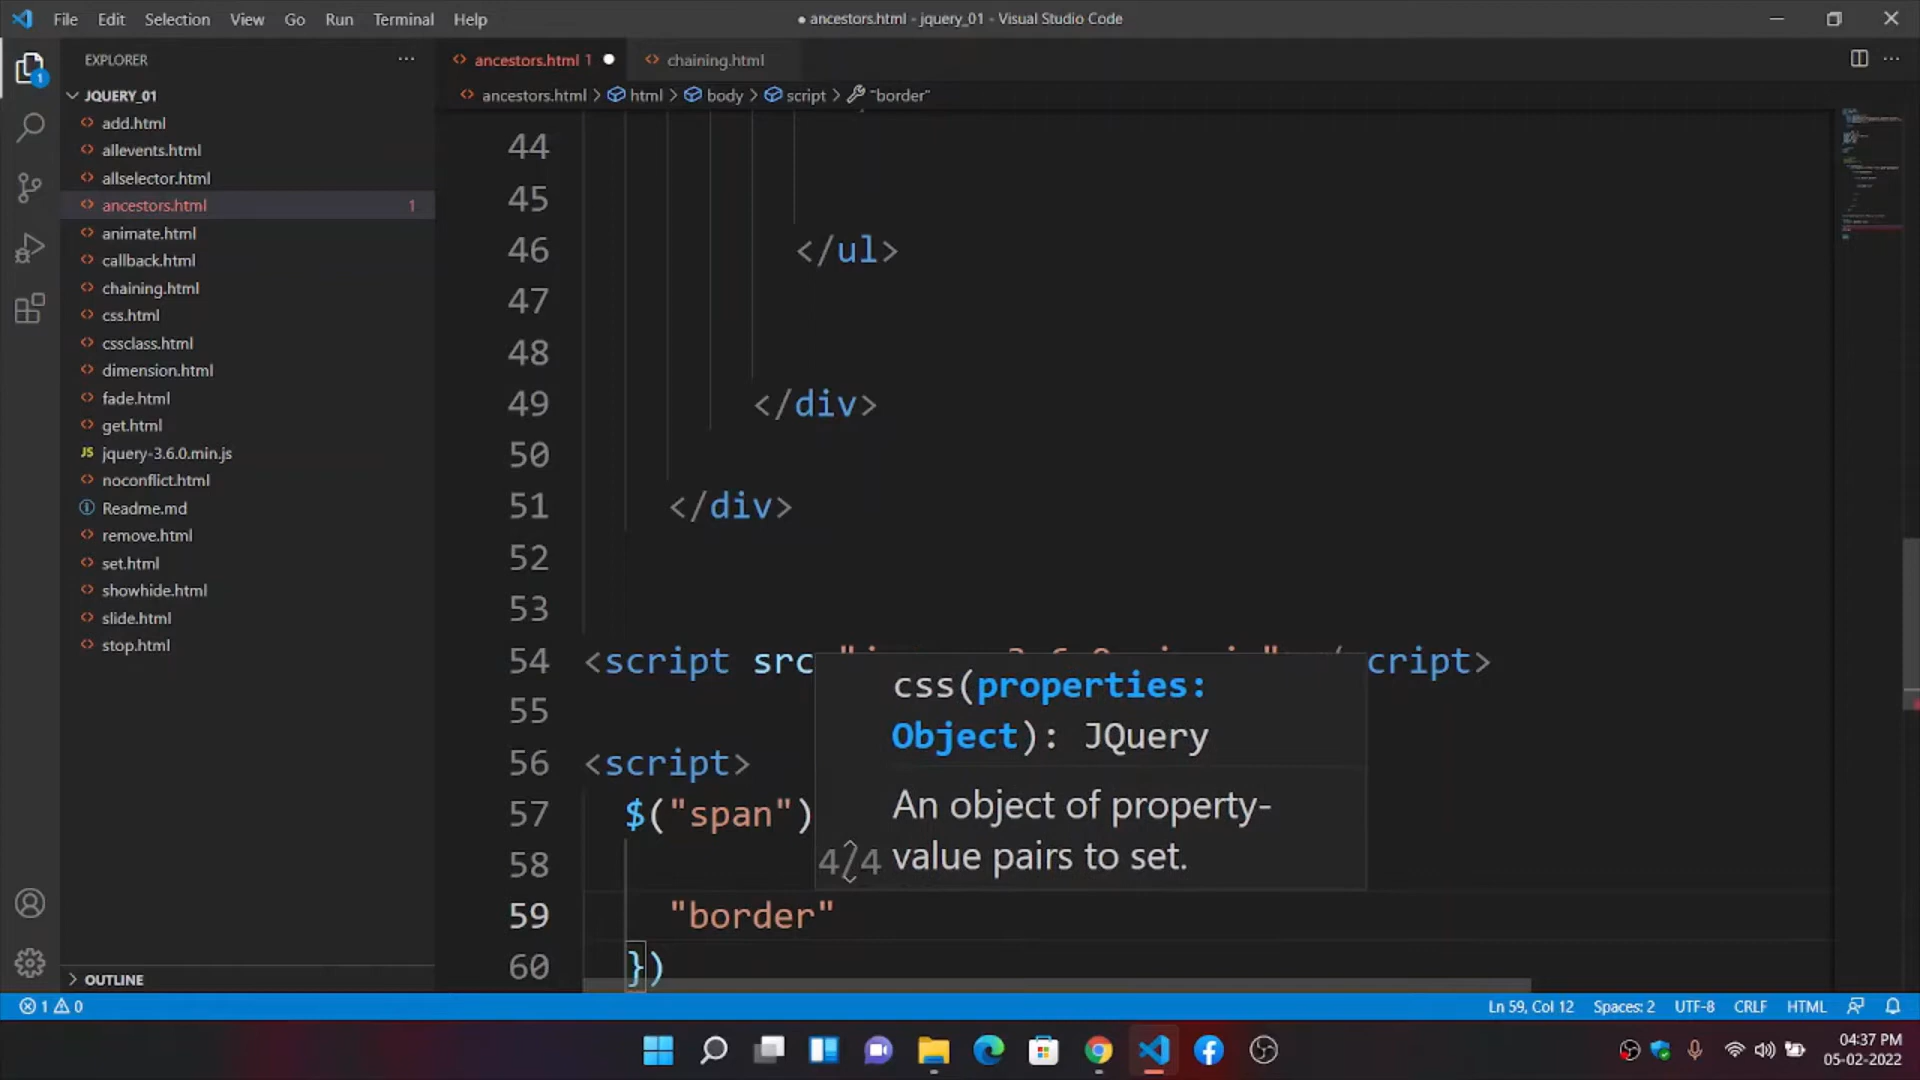 File Edit Selection View Go Run Terminal Help
● ancestors.html - jquery_01 - Visual Studio Code
EXPLORER
ancestors.html 1
chaining.html
JQUERY_01
ancestors.html > html > body > script > "border"
add.html
allevents.html
allselector.html
ancestors.html 1
animate.html
callback.html
chaining.html
css.html
cssclass.html
dimension.html
fade.html
get.html
JS jquery-3.6.0.min.js
noconflict.html
Readme.md
remove.html
set.html
showhide.html
slide.html
stop.html
OUTLINE
44
45
46 </ul>
47
48
49 </div>
50
51 </div>
52
53
54 <script src cript>
55
56 <script>
57 $("span")
58
59 "border"
60 })
css(properties:
Object): JQuery
An object of property-
4/4 value pairs to set.
1 0
Ln 59, Col 12 Spaces: 2 UTF-8 CRLF HTML
04:37 PM
05-02-2022